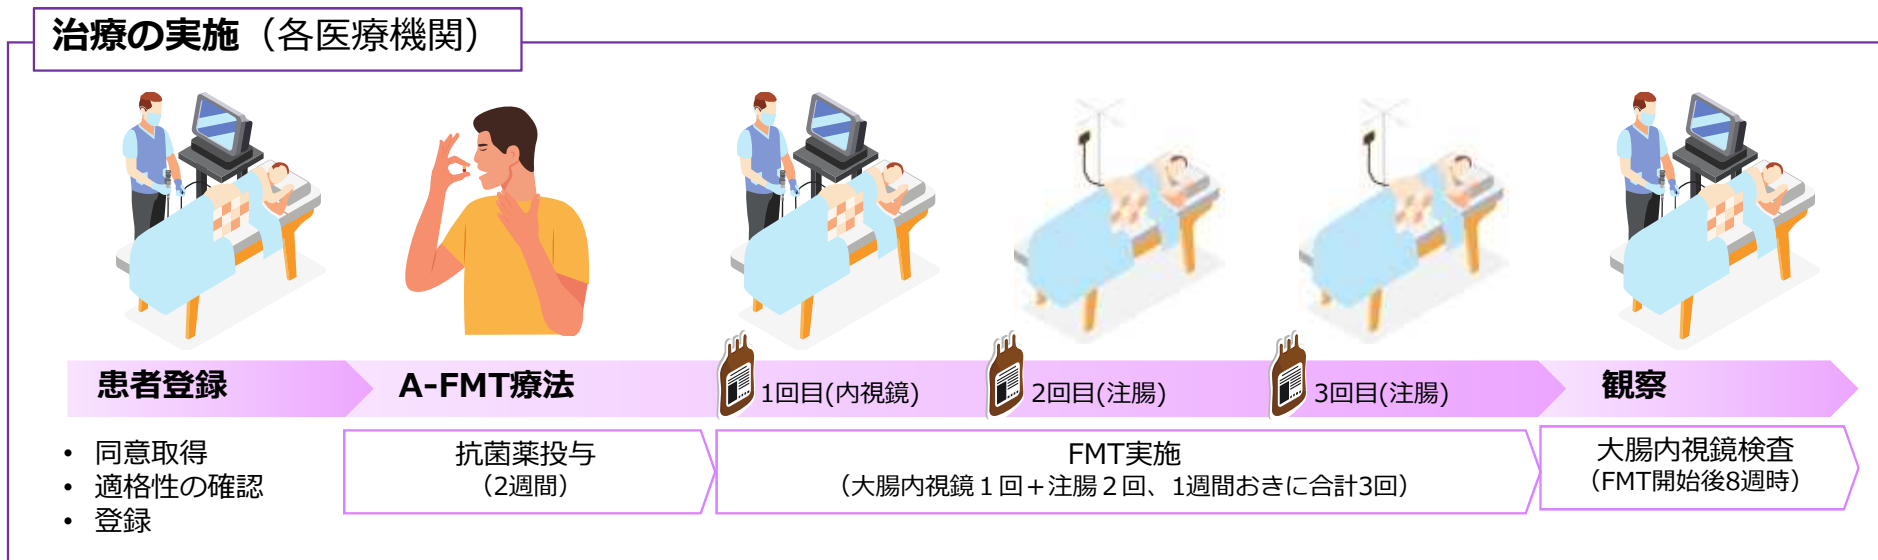 治療の実施（各医療機関）
患者登録
A-FMT療法
1回目(内視鏡)
2回目(注腸)
3回目(注腸)
観察
• 同意取得
• 適格性の確認
• 登録
抗菌薬投与
（2週間）
FMT実施
（大腸内視鏡１回＋注腸２回、1週間おきに合計3回）
大腸内視鏡検査
（FMT開始後8週時）